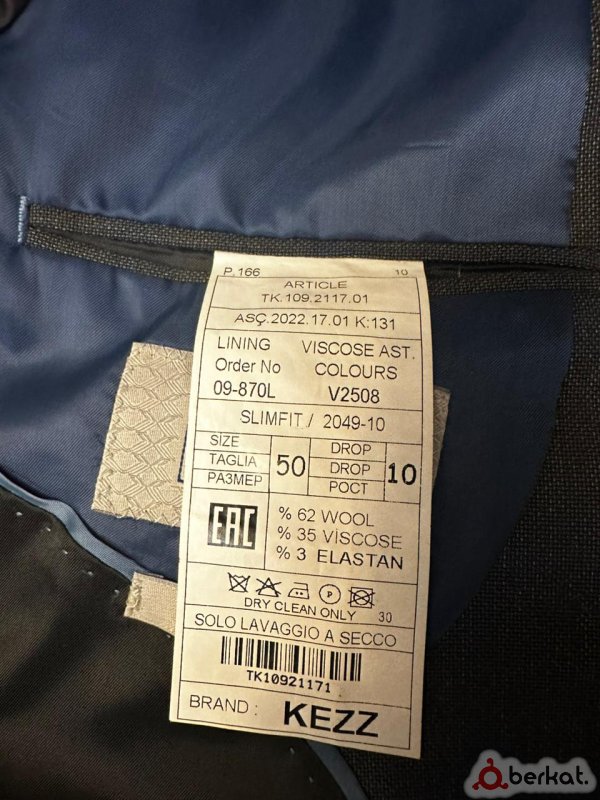 P.166 10
ARTICLE
TK.109.2117.01
ASÇ.2022.17.01 K:131
LINING VISCOSE AST.
Order No COLOURS
09-870L V2508
SLIMFIT / 2049-10
SIZE DROP
TAGLIA 50 DROP 10
РАЗМЕР РОСТ
EAC % 62 WOOL
% 35 VİSCOSE
% 3 ELASTAN
P
DRY CLEAN ONLY 30
SOLO LAVAGGIO A SECCO
TK10921171
BRAND : KEZZ
berkat.